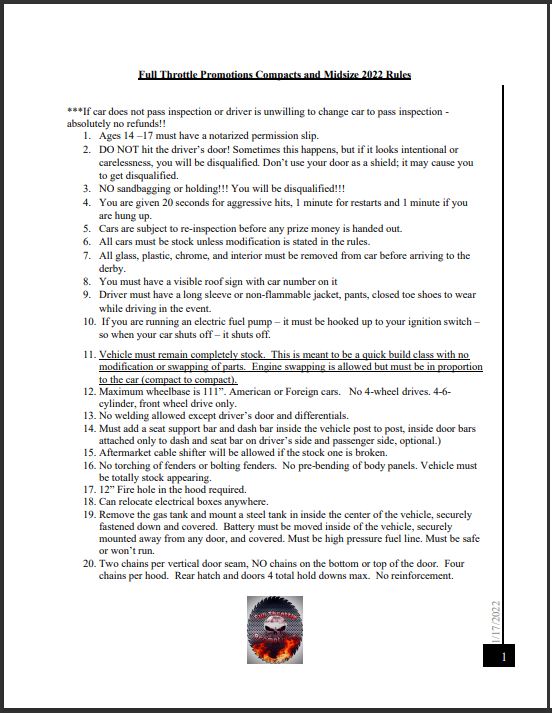 Full Throttle Promotions Compacts and Midsize 2022 Rules
***If car does not pass inspection or driver is unwilling to change car to pass inspection -
absolutely no refunds!!
1. Ages 14 –17 must have a notarized permission slip.
2. DO NOT hit the driver's door! Sometimes this happens, but if it looks intentional or
carelessness, you will be disqualified. Don't use your door as a shield; it may cause you
to get disqualified.
3. NO sandbagging or holding!!! You will be disqualified!!!
4. You are given 20 seconds for aggressive hits, 1 minute for restarts and 1 minute if you
are hung up.
5. Cars are subject to re-inspection before any prize money is handed out.
6. All cars must be stock unless modification is stated in the rules.
7. All glass, plastic, chrome, and interior must be removed from car before arriving to the
derby.
8. You must have a visible roof sign with car number on it
9. Driver must have a long sleeve or non-flammable jacket, pants, closed toe shoes to wear
while driving in the event.
10. If you are running an electric fuel pump – it must be hooked up to your ignition switch –
so when your car shuts off – it shuts off.
11. Vehicle must remain completely stock. This is meant to be a quick build class with no
modification or swapping of parts. Engine swapping is allowed but must be in proportion
to the car (compact to compact).
12. Maximum wheelbase is 111”. American or Foreign cars. No 4-wheel drives. 4-6-
cylinder, front wheel drive only.
13. No welding allowed except driver's door and differentials.
14. Must add a seat support bar and dash bar inside the vehicle post to post, inside door bars
attached only to dash and seat bar on driver's side and passenger side, optional.)
15. Aftermarket cable shifter will be allowed if the stock one is broken.
16. No torching of fenders or bolting fenders. No pre-bending of body panels. Vehicle must
be totally stock appearing.
17. 12” Fire hole in the hood required.
18. Can relocate electrical boxes anywhere.
19. Remove the gas tank and mount a steel tank in inside the center of the vehicle, securely
fastened down and covered. Battery must be moved inside of the vehicle, securely
mounted away from any door, and covered. Must be high pressure fuel line. Must be safe
or won't run.
20. Two chains per vertical door seam, NO chains on the bottom or top of the door. Four
chains per hood. Rear hatch and doors 4 total hold downs max. No reinforcement.
1/17/2022
1